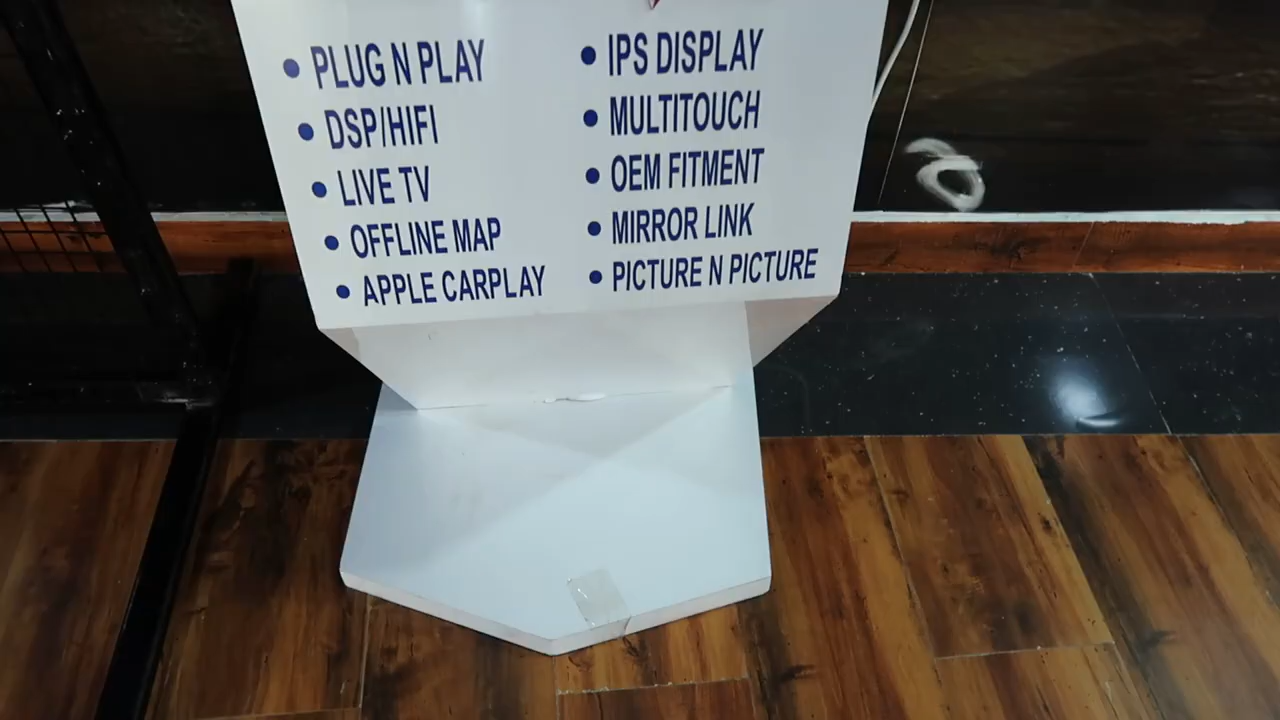 • PLUG N PLAY
• DSP/HIFI
• LIVE TV
• OFFLINE MAP
• APPLE CARPLAY
• IPS DISPLAY
• MULTITOUCH
• OEM FITMENT
• MIRROR LINK
• PICTURE N PICTURE